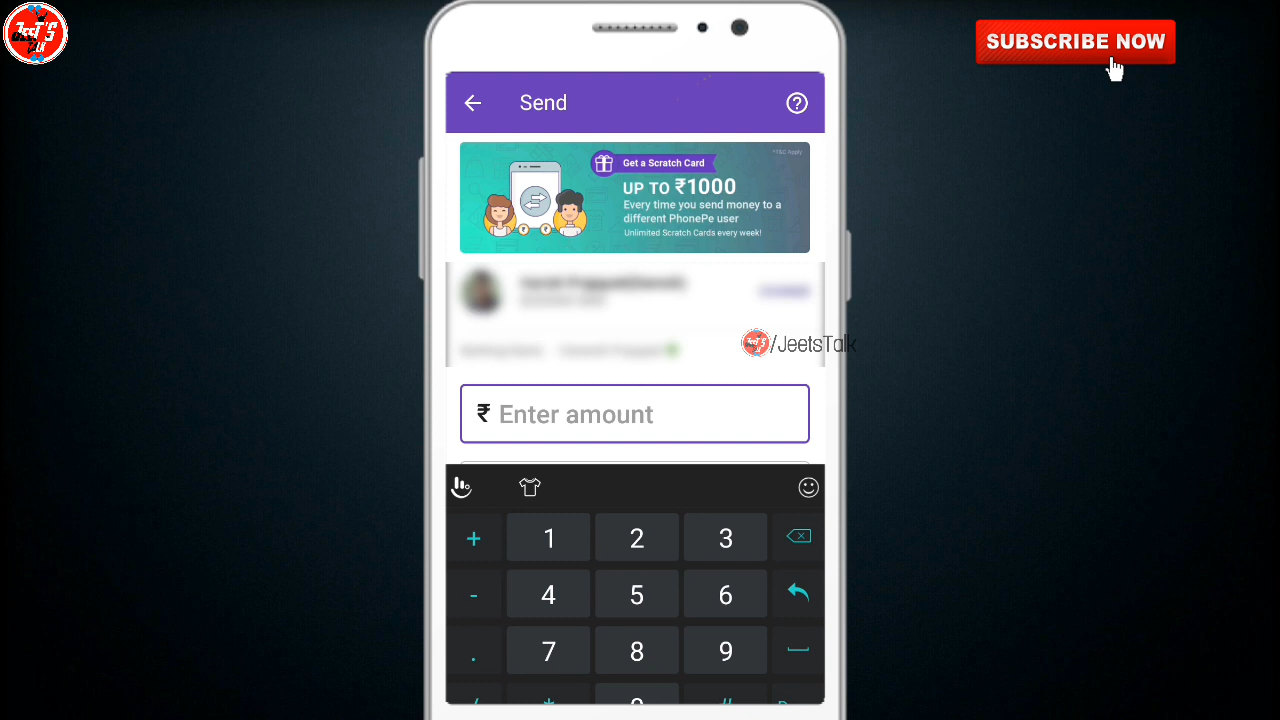 JEET'S
SUBSCRIBE NOW
Send
*T&C Apply
Get a Scratch Card
UP TO ₹1000
Every time you send money to a
different PhonePe user
Unlimited Scratch Cards every week!
/JeetsTalk
₹ Enter amount
+ 1 2 3
- 4 5 6
. 7 8 9